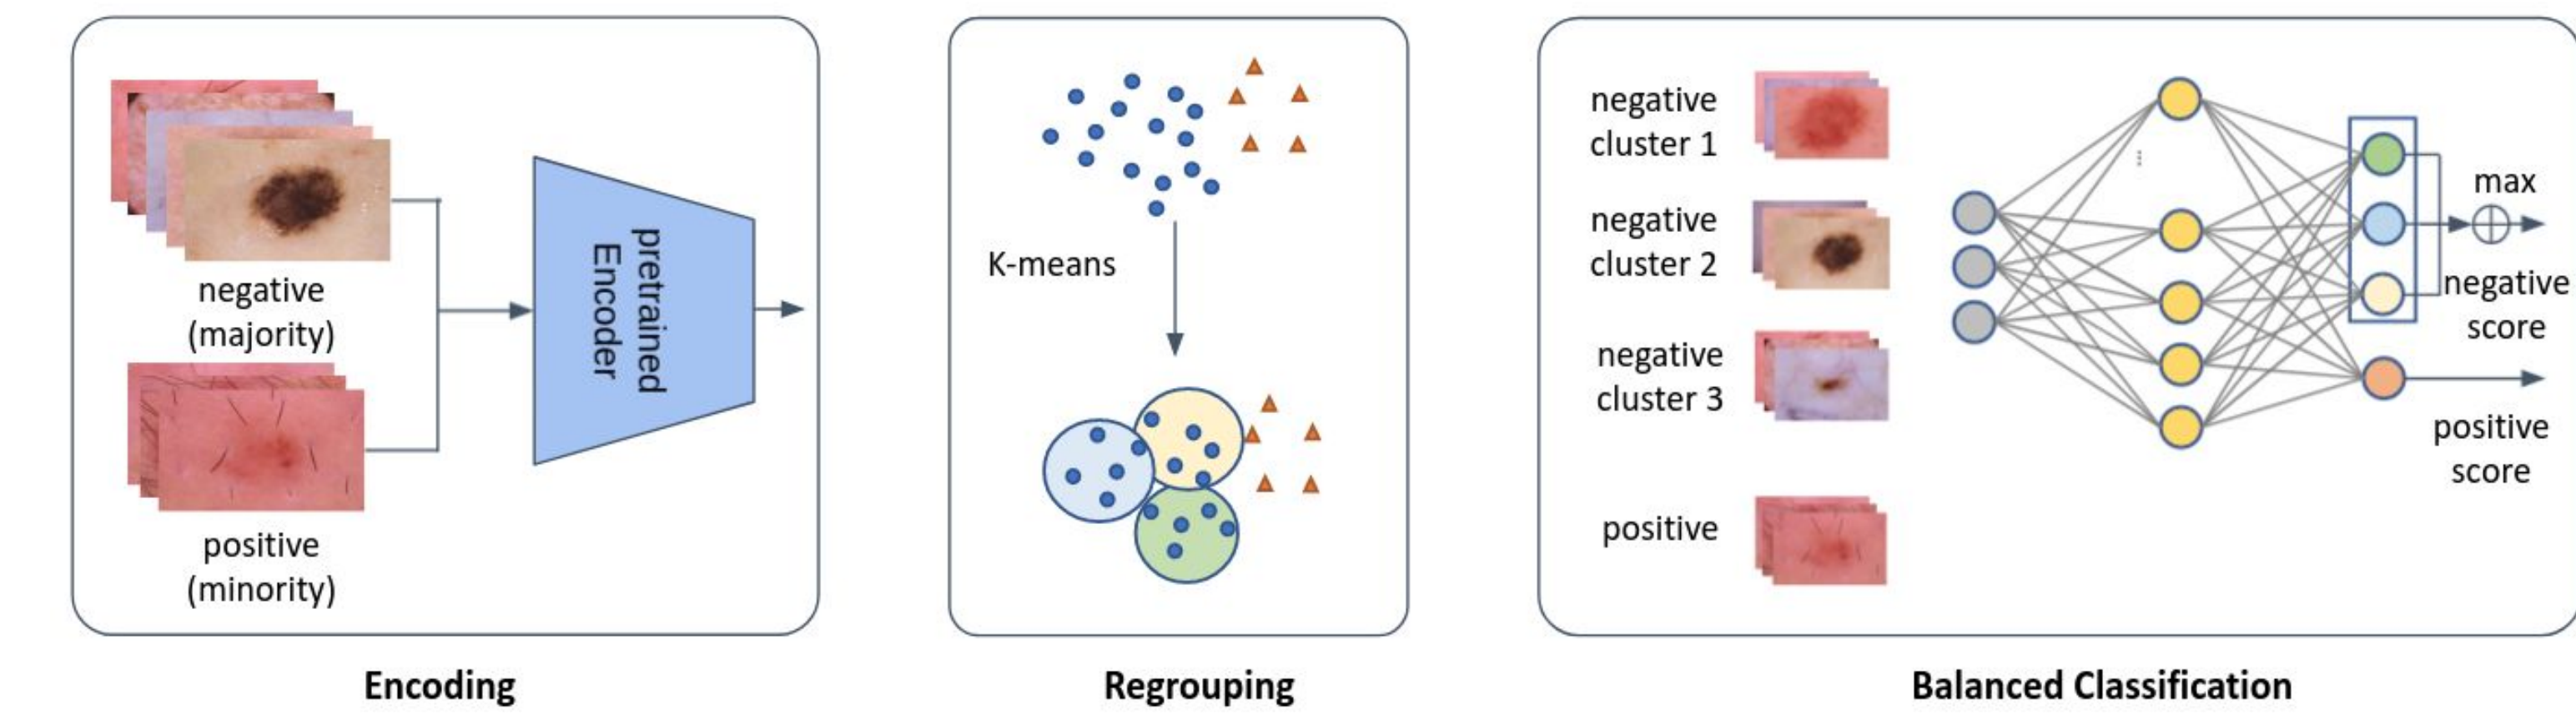 negative
(majority)
positive
(minority)
pretrained
Encoder
Encoding
K-means
Regrouping
negative
cluster 1
negative
cluster 2
negative
cluster 3
positive
max
negative
score
positive
score
Balanced Classification